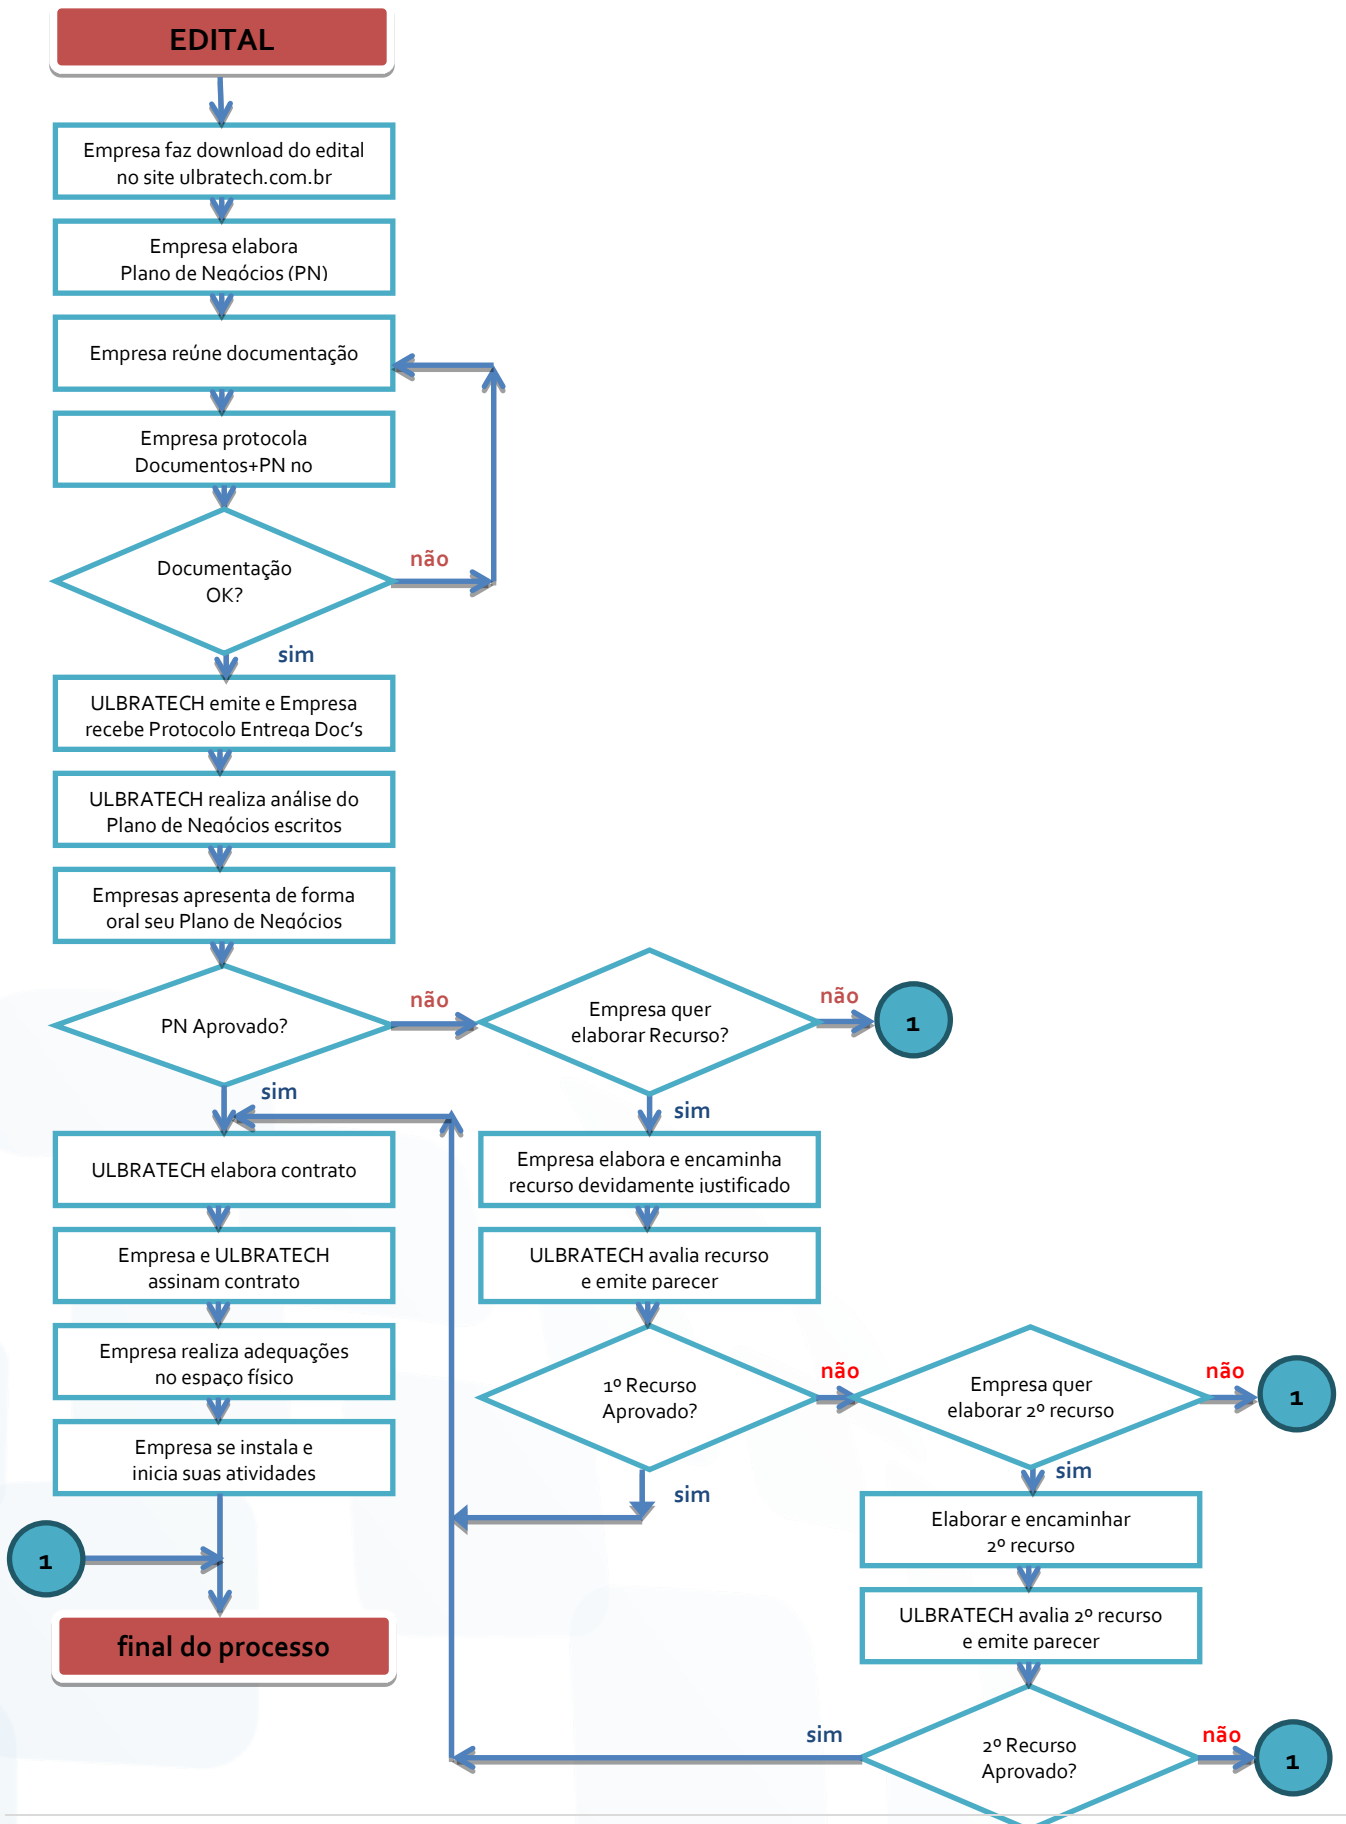 EDITAL
Empresa faz download do edital
no site ulbratech.com.br
Empresa elabora
Plano de Negócios (PN)
Empresa reúne documentação
Empresa protocola
Documentos+PN no
Documentação
OK?
não
sim
ULBRATECH emite e Empresa
recebe Protocolo Entrega Doc's
ULBRATECH realiza análise do
Plano de Negócios escritos
Empresas apresenta de forma
oral seu Plano de Negócios
PN Aprovado?
não
Empresa quer
elaborar Recurso?
não
1
sim
sim
ULBRATECH elabora contrato
Empresa elabora e encaminha
recurso devidamente justificado
Empresa e ULBRATECH
assinam contrato
ULBRATECH avalia recurso
e emite parecer
Empresa realiza adequações
no espaço físico
1º Recurso
Aprovado?
não
Empresa quer
elaborar 2º recurso
não
1
Empresa se instala e
inicia suas atividades
sim
sim
Elaborar e encaminhar
2º recurso
1
ULBRATECH avalia 2º recurso
e emite parecer
final do processo
sim
2º Recurso
Aprovado?
não
1